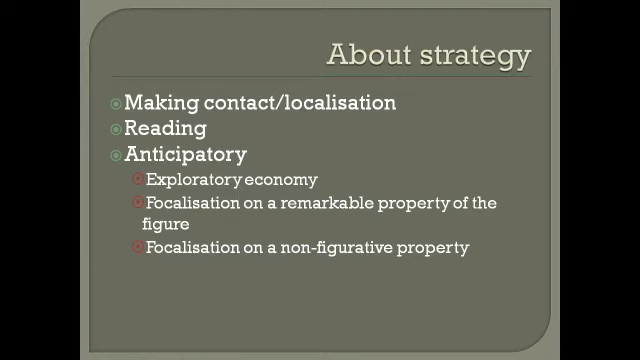 About strategy
Making contact/localisation
Reading
Anticipatory
Exploratory economy
Focalisation on a remarkable property of the
figure
Focalisation on a non-figurative property